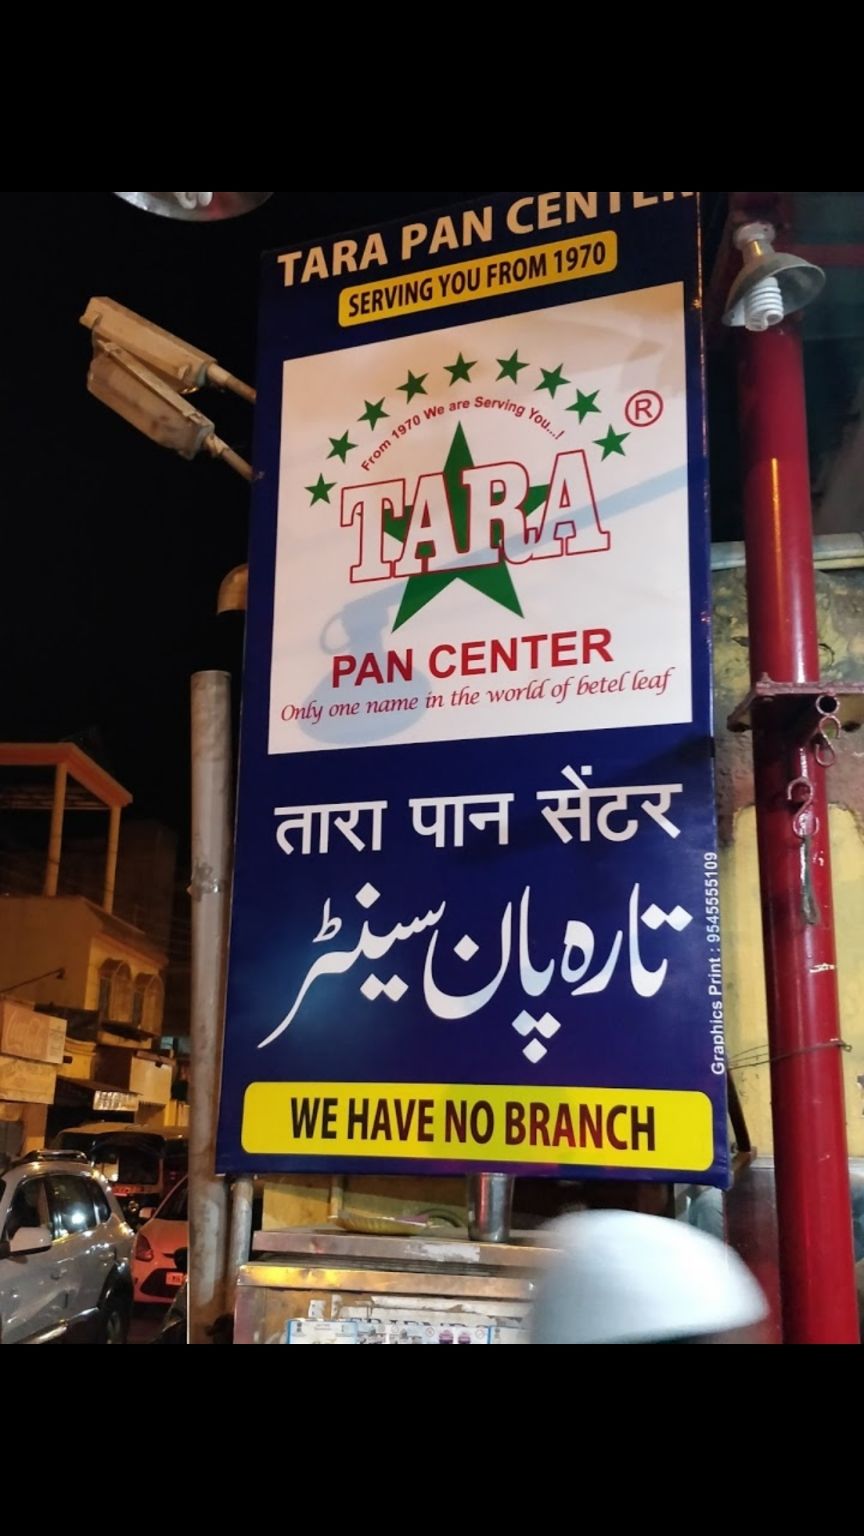 TARA PAN CENTER
SERVING YOU FROM 1970
®
From 1970 We are Serving You...!
TARA
PAN CENTER
Only one name in the world of betel leaf
तारा पान सेंटर
تارہ پان سینٹر
Graphics Print : 9545555109
WE HAVE NO BRANCH